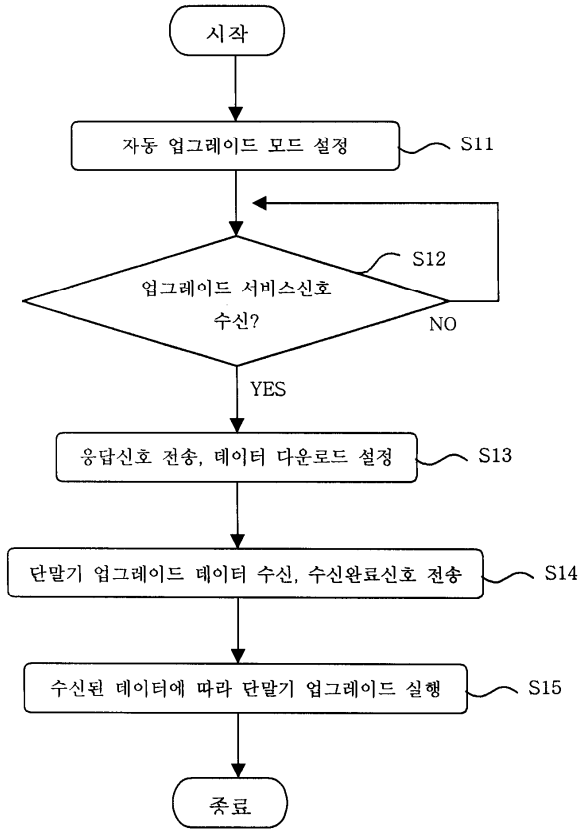 시작
자동 업그레이드 모드 설정
S11
S12
업그레이드 서비스신호
수신?
NO
YES
응답신호 전송, 데이터 다운로드 설정
S13
단말기 업그레이드 데이터 수신, 수신완료신호 전송
S14
수신된 데이터에 따라 단말기 업그레이드 실행
S15
종료